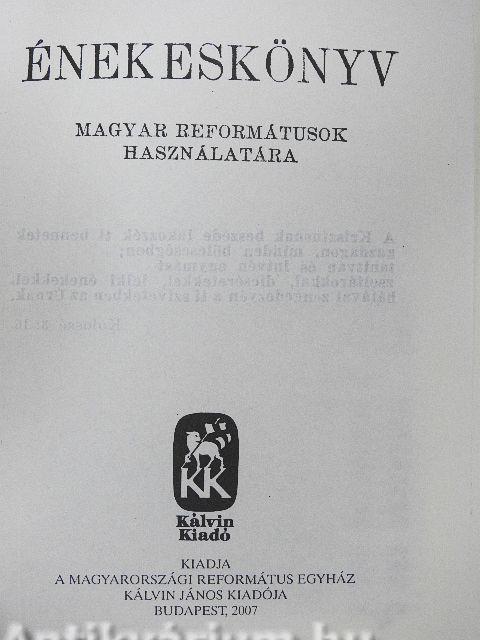 ÉNEKESKÖNYV
MAGYAR REFORMÁTUSOK
HASZNÁLATÁRA
A Krisztusnak beszéde lakozzék ti bennetek
gazdagon, minden bölcsességben;
tanítván és intvén egymást
zsoltárokkal, dicséretekkel, lelki énekekkel,
hálával zengedezvén a ti szívetekben az Úrnak.
Kolossé 3:16
KK
Kálvin
Kiadó
KIADJA
A MAGYARORSZÁGI REFORMÁTUS EGYHÁZ
KÁLVIN JÁNOS KIADÓJA
BUDAPEST, 2007
Antikvárium.hu